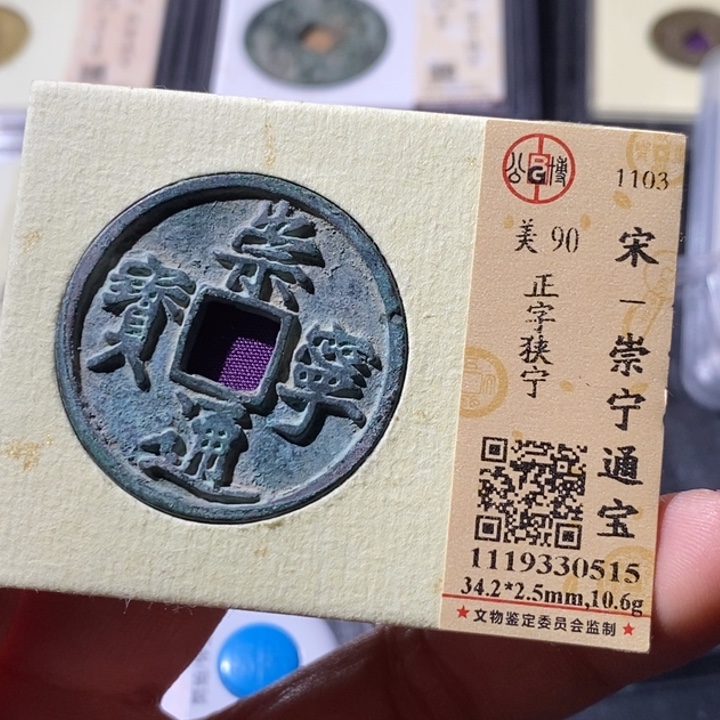 崇寧通寶
公博
1103
美 90
正字狭宁
宋－崇宁通宝
1119330515
34.2*2.5mm,10.6g
★文物鉴定委员会监制★